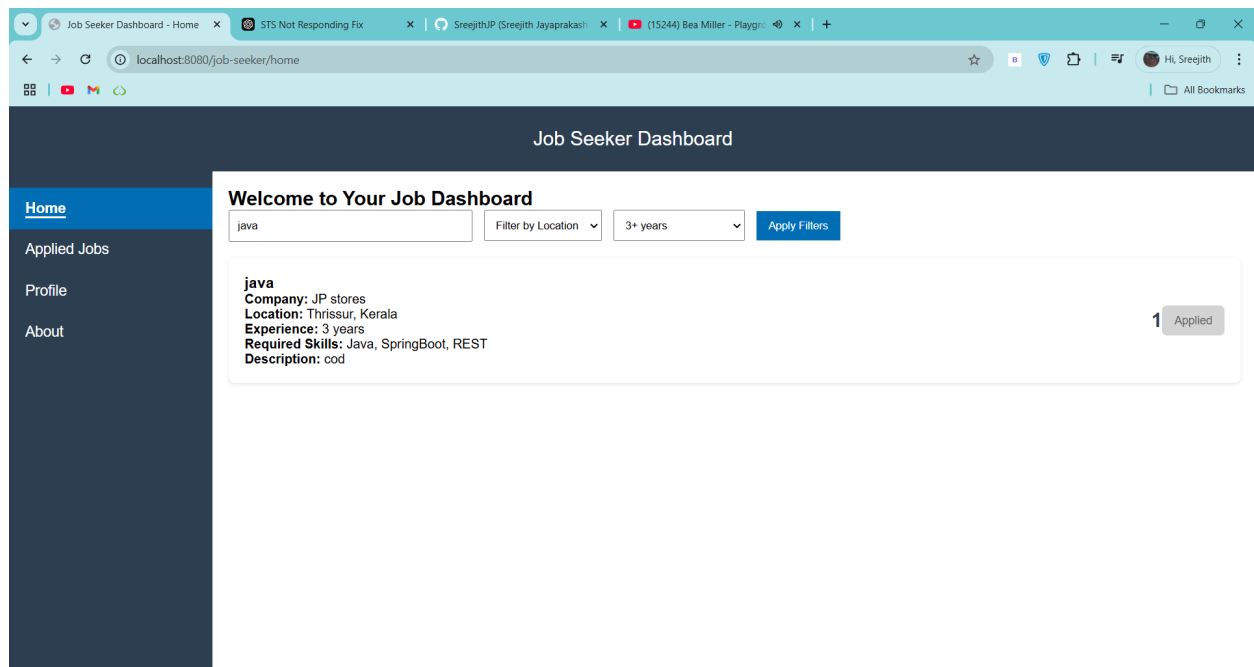 Job Seeker Dashboard - Home
STS Not Responding Fix
SreejithJP (Sreejith Jayaprakash
(15244) Bea Miller - Playgro
localhost:8080/job-seeker/home
B
Hi, Sreejith
All Bookmarks
Job Seeker Dashboard
Home
Applied Jobs
Profile
About
Welcome to Your Job Dashboard
java
Filter by Location
3+ years
Apply Filters
java
Company: JP stores
Location: Thrissur, Kerala
Experience: 3 years
Required Skills: Java, SpringBoot, REST
Description: cod
1
Applied